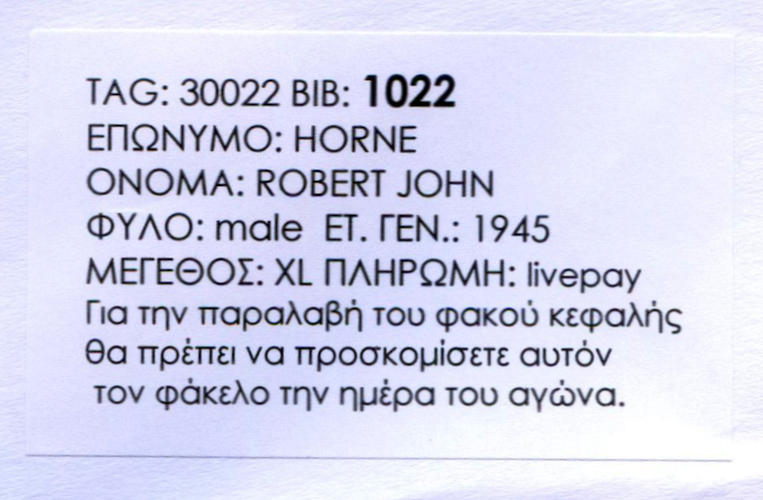 TAG: 30022 BIB: 1022
ΕΠΩΝΥΜΟ: HORNE
ΟΝΟΜΑ: ROBERT JOHN
ΦΥΛΟ: male ΕΤ. ΓΕΝ.: 1945
ΜΕΓΕΘΟΣ: XL ΠΛΗΡΩΜΗ: livepay
Για την παραλαβή του φακού κεφαλής
θα πρέπει να προσκομίσετε αυτόν
τον φάκελο την ημέρα του αγώνα.